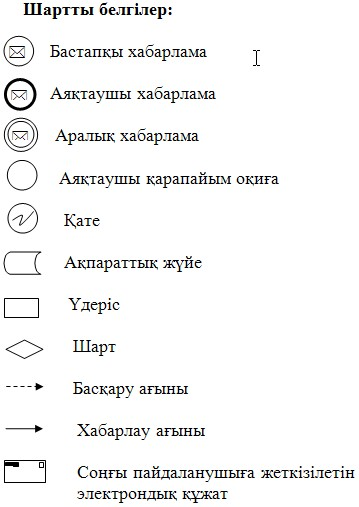 Шартты белгілер:
Бастапқы хабарлама
Аяқтаушы хабарлама
Аралық хабарлама
Аяқтаушы қарапайым оқиға
Қате
Ақпараттық жүйе
Үдеріс
Шарт
Басқару ағыны
Хабарлау ағыны
Соңғы пайдаланушыға жеткізілетін
электрондық құжат